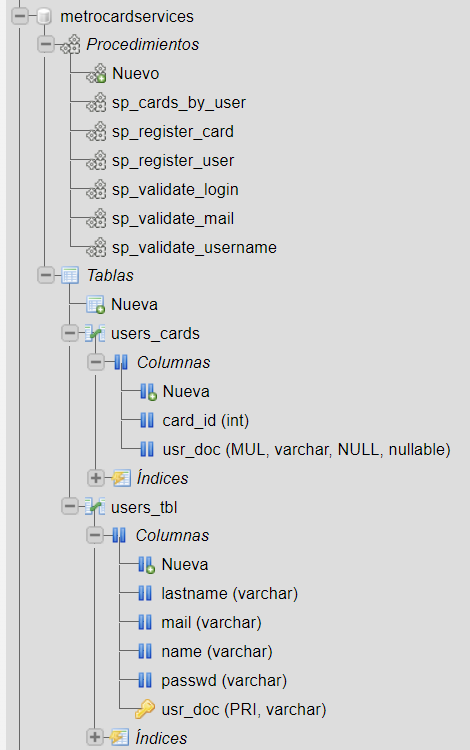 metrocardservices
Procedimientos
Nuevo
sp_cards_by_user
sp_register_card
sp_register_user
sp_validate_login
sp_validate_mail
sp_validate_username
Tablas
Nueva
users_cards
Columnas
Nueva
card_id (int)
usr_doc (MUL, varchar, NULL, nullable)
Índices
users_tbl
Columnas
Nueva
lastname (varchar)
mail (varchar)
name (varchar)
passwd (varchar)
usr_doc (PRI, varchar)
Índices